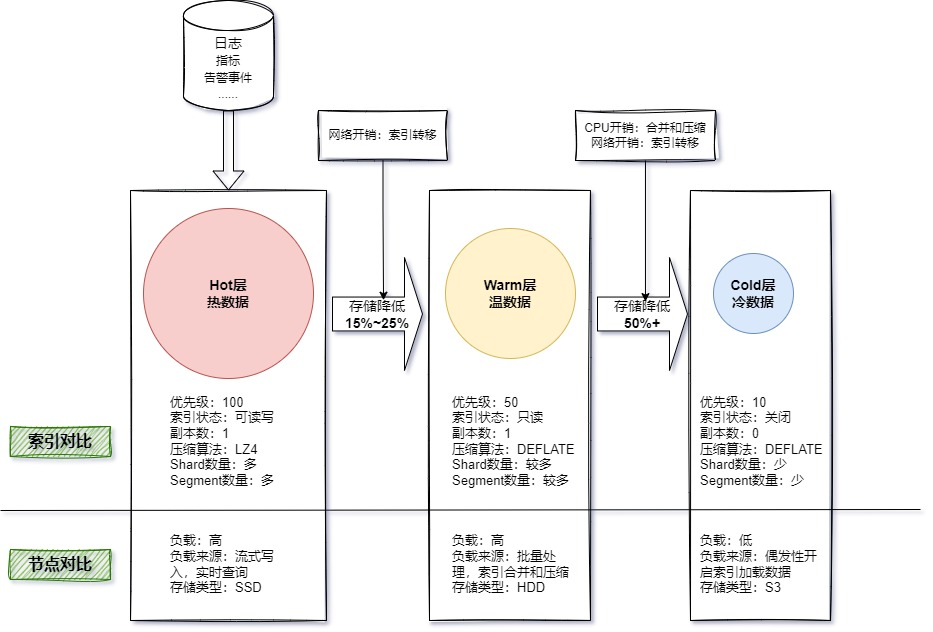 日志
指标
告警事件
......
网络开销：索引转移
CPU开销：合并和压缩
网络开销：索引转移
Hot层
热数据
存储降低
15%~25%
Warm层
温数据
存储降低
50%+
Cold层
冷数据
索引对比
优先级：100
索引状态：可读写
副本数：1
压缩算法：LZ4
Shard数量：多
Segment数量：多
优先级：50
索引状态：只读
副本数：1
压缩算法：DEFLATE
Shard数量：较多
Segment数量：较多
优先级：10
索引状态：关闭
副本数：0
压缩算法：DEFLATE
Shard数量：少
Segment数量：少
节点对比
负载：高
负载来源：流式写
入，实时查询
存储类型：SSD
负载：高
负载来源：批量处
理，索引合并和压缩
存储类型：HDD
负载：低
负载来源：偶发性开
启索引加载数据
存储类型：S3